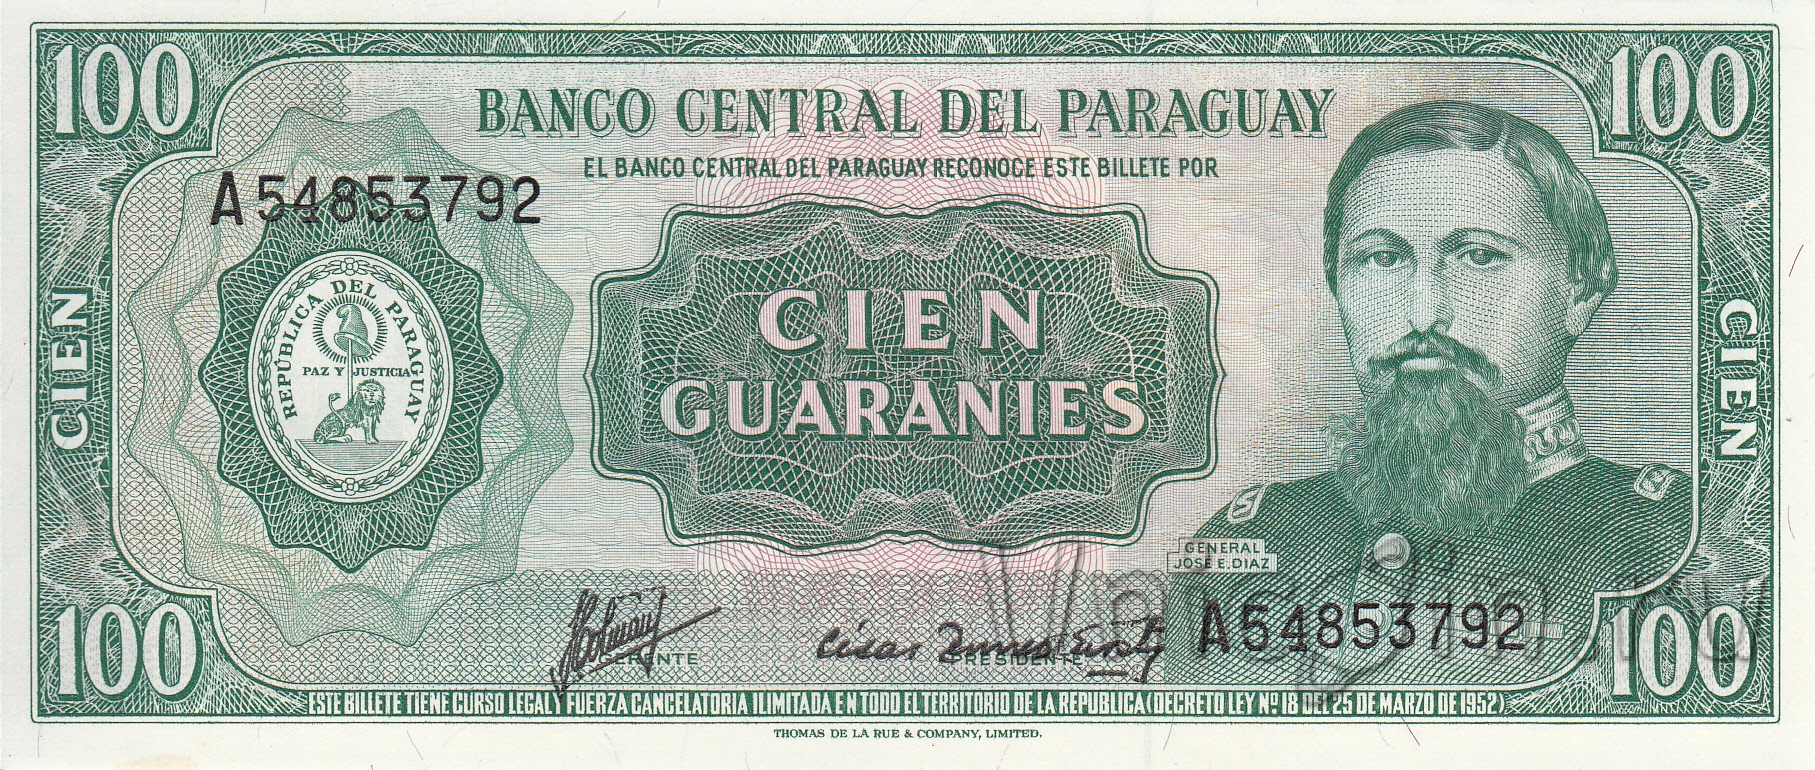 100
100
BANCO CENTRAL DEL PARAGUAY
EL BANCO CENTRAL DEL PARAGUAY RECONOCE ESTE BILLETE POR
A54853792
REPÚBLICA DEL PARAGUAY
PAZ Y JUSTICIA
CIEN
GUARANIES
CIEN
CIEN
GENERAL
JOSÉ E. DIAZ
A54853792
César
GERENTE
PRESIDENTE
100
100
ESTE BILLETE TIENE CURSO LEGAL Y FUERZA CANCELATORIA ILIMITADA EN TODO EL TERRITORIO DE LA REPUBLICA (DECRETO LEY Nº 18 DEL 25 DE MARZO DE 1952)
THOMAS DE LA RUE & COMPANY, LIMITED.